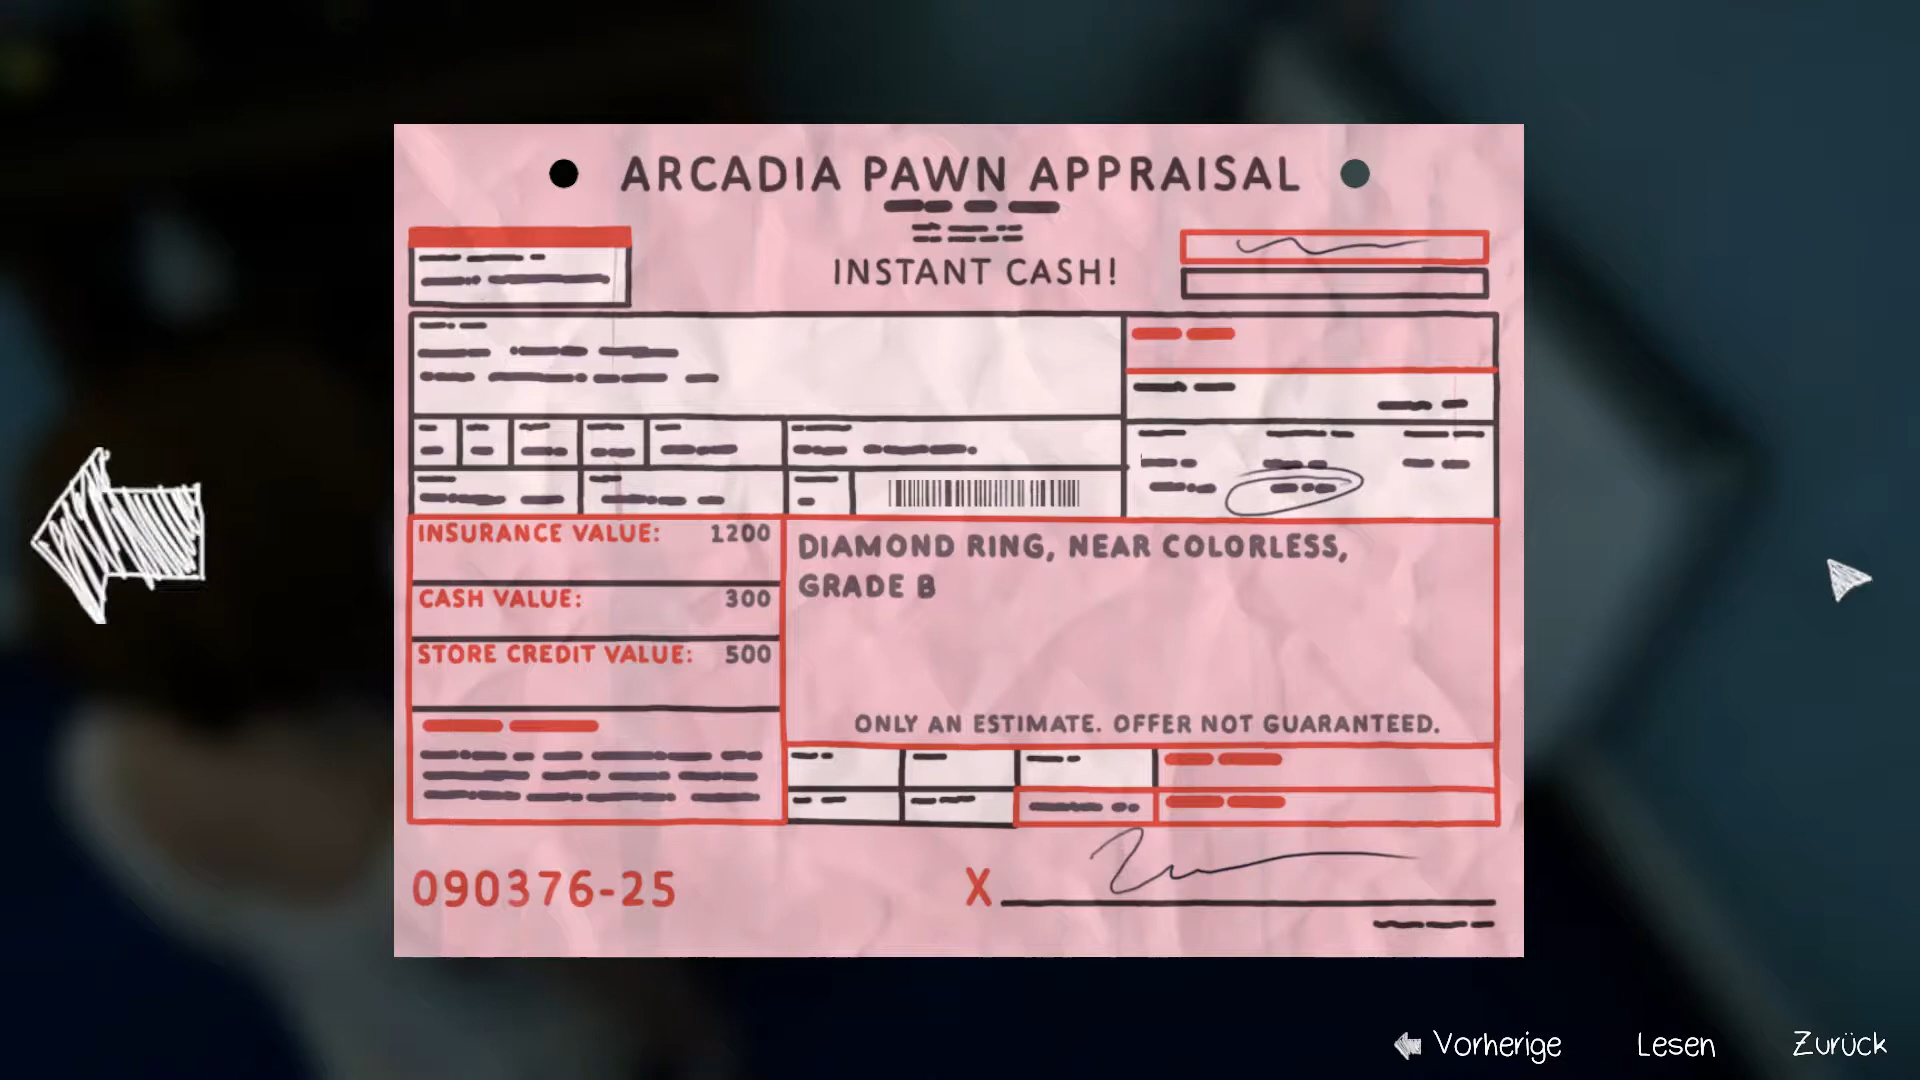 ARCADIA PAWN APPRAISAL
INSTANT CASH!
INSURANCE VALUE: 1200
CASH VALUE: 300
STORE CREDIT VALUE: 500
DIAMOND RING, NEAR COLORLESS,
GRADE B
ONLY AN ESTIMATE. OFFER NOT GUARANTEED.
090376-25
X
Vorherige
Lesen
Zurück